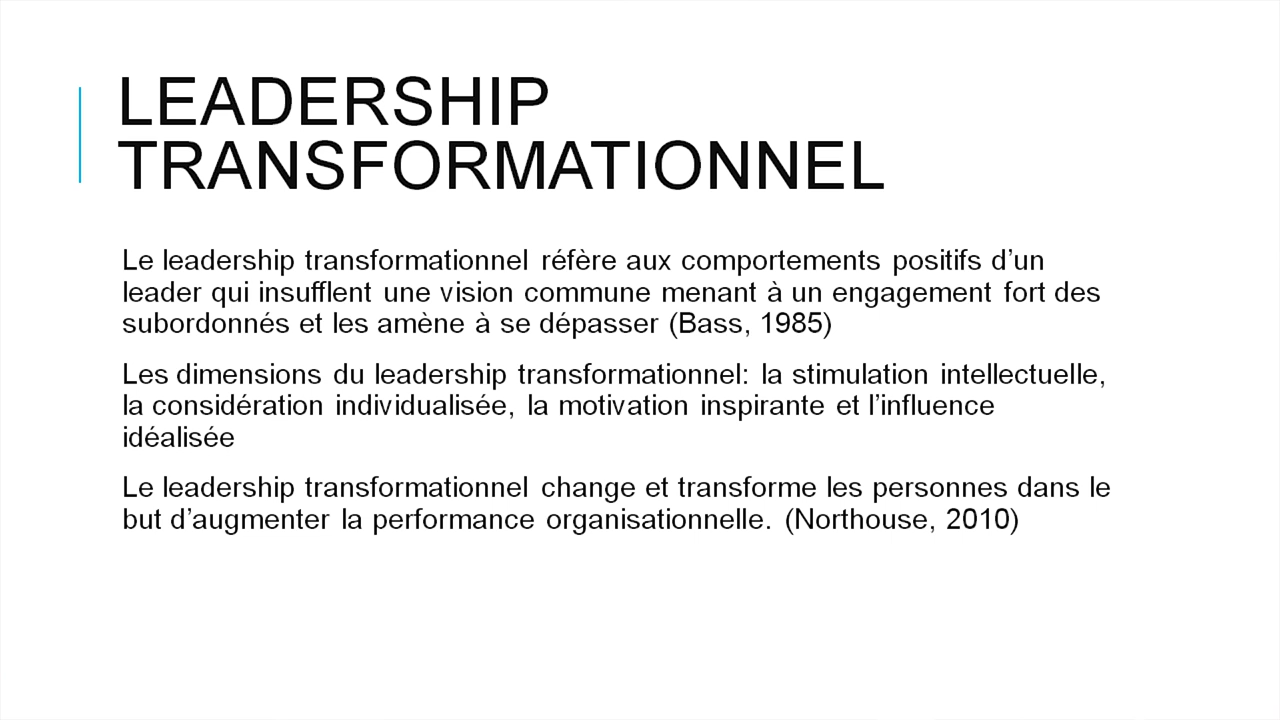 LEADERSHIP
TRANSFORMATIONNEL
Le leadership transformationnel réfère aux comportements positifs d’un
leader qui insufflent une vision commune menant à un engagement fort des
subordonnés et les amène à se dépasser (Bass, 1985)
Les dimensions du leadership transformationnel: la stimulation intellectuelle,
la considération individualisée, la motivation inspirante et l’influence
idéalisée
Le leadership transformationnel change et transforme les personnes dans le
but d’augmenter la performance organisationnelle. (Northouse, 2010)